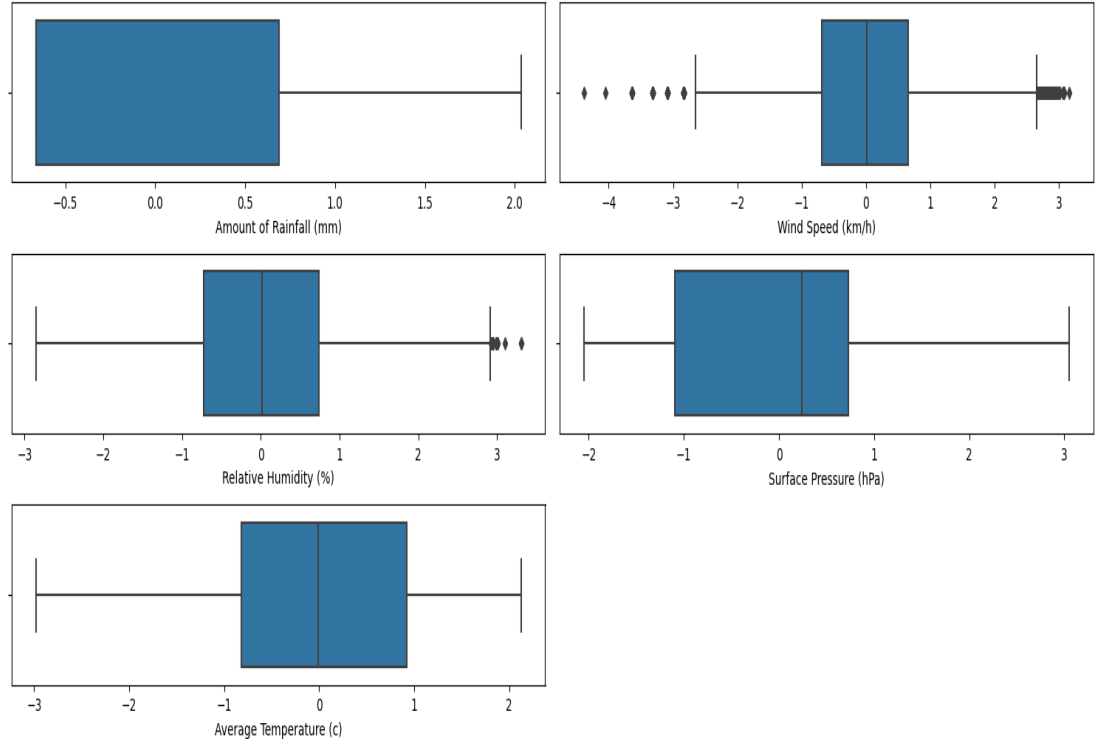 −0.5 0.0 0.5 1.0 1.5 2.0
Amount of Rainfall (mm)
−4 −3 −2 −1 0 1 2 3
Wind Speed (km/h)
−3 −2 −1 0 1 2 3
Relative Humidity (%)
−2 −1 0 1 2 3
Surface Pressure (hPa)
−3 −2 −1 0 1 2
Average Temperature (c)